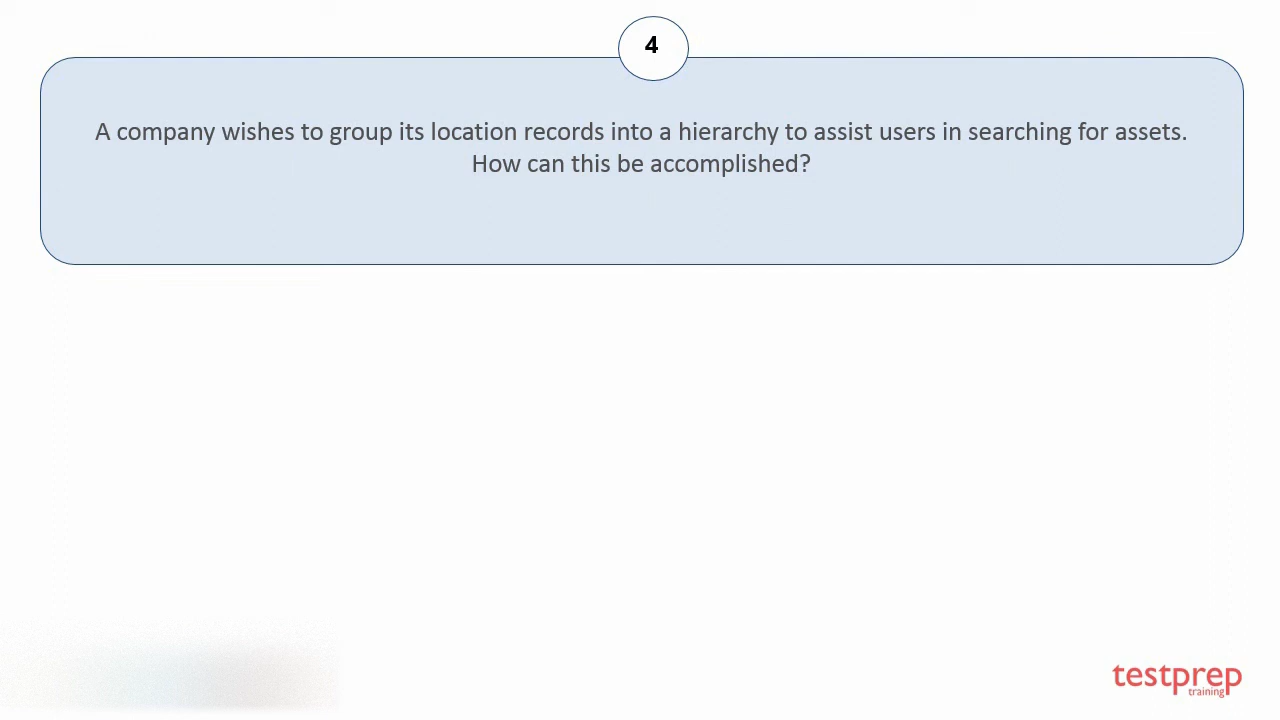 4
A company wishes to group its location records into a hierarchy to assist users in searching for assets.
How can this be accomplished?
testprep
training